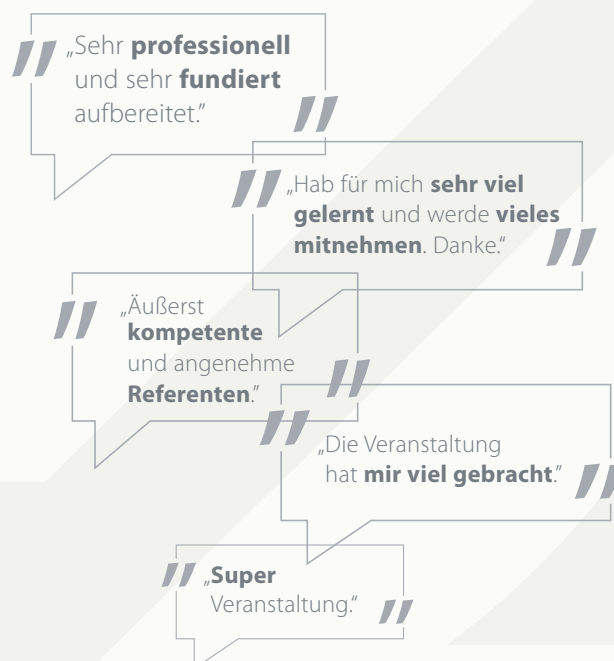 „Sehr professionell
und sehr fundiert
aufbereitet.”
„Hab für mich sehr viel
gelernt und werde vieles
mitnehmen. Danke.“
„Äußerst
kompetente
und angenehme
Referenten.”
„Die Veranstaltung
hat mir viel gebracht.”
„Super
Veranstaltung.“